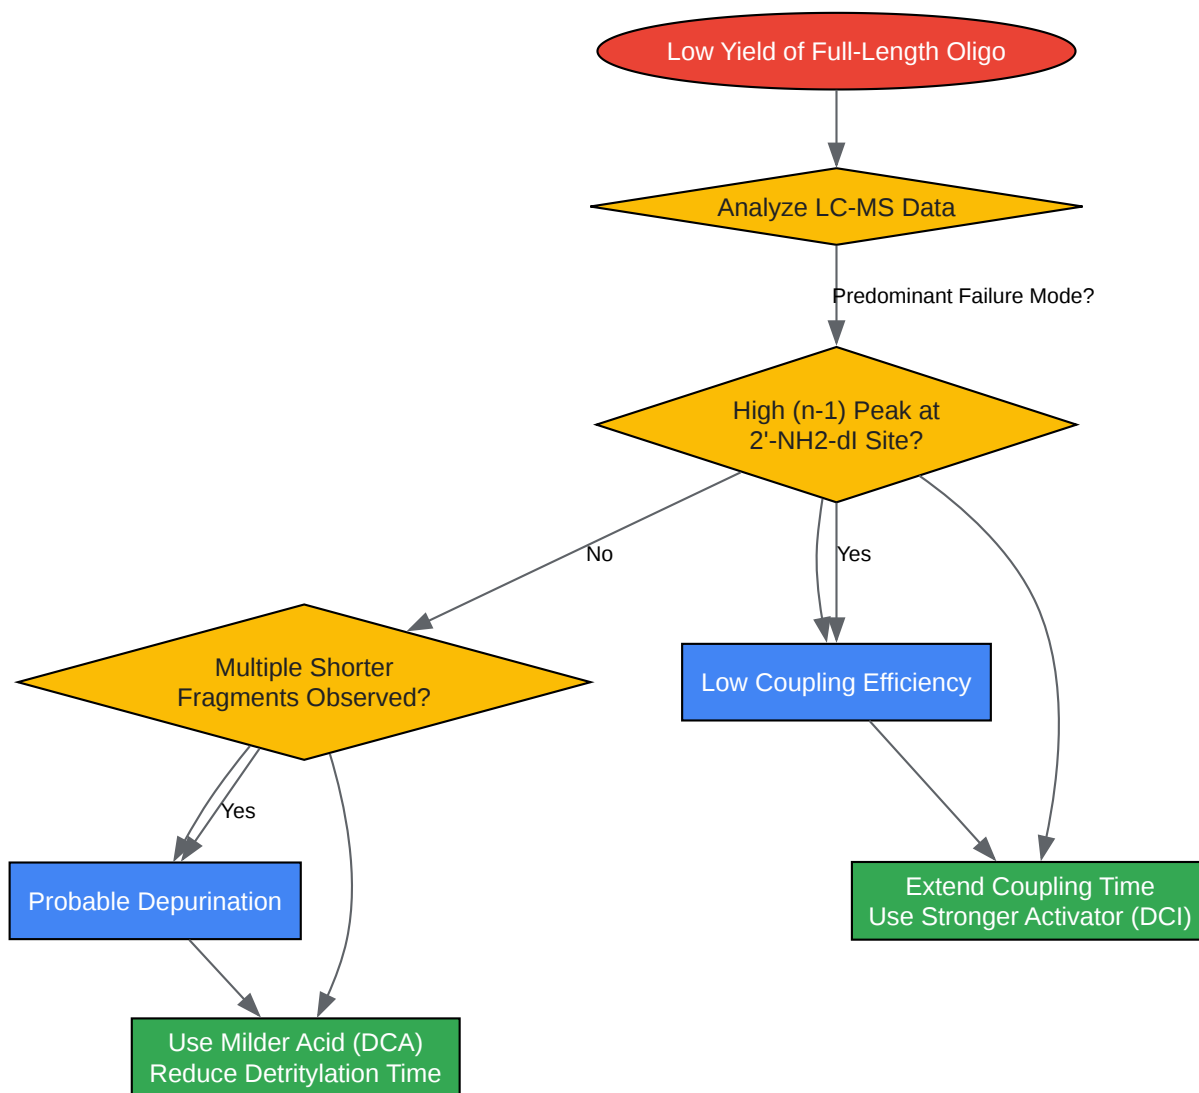 Low Yield of Full-Length Oligo
Analyze LC-MS Data
Predominant Failure Mode?
High (n-1) Peak at
2'-NH2-dI Site?
No
Yes
Multiple Shorter
Fragments Observed?
Low Coupling Efficiency
Yes
Probable Depurination
Extend Coupling Time
Use Stronger Activator (DCI)
Use Milder Acid (DCA)
Reduce Detritylation Time